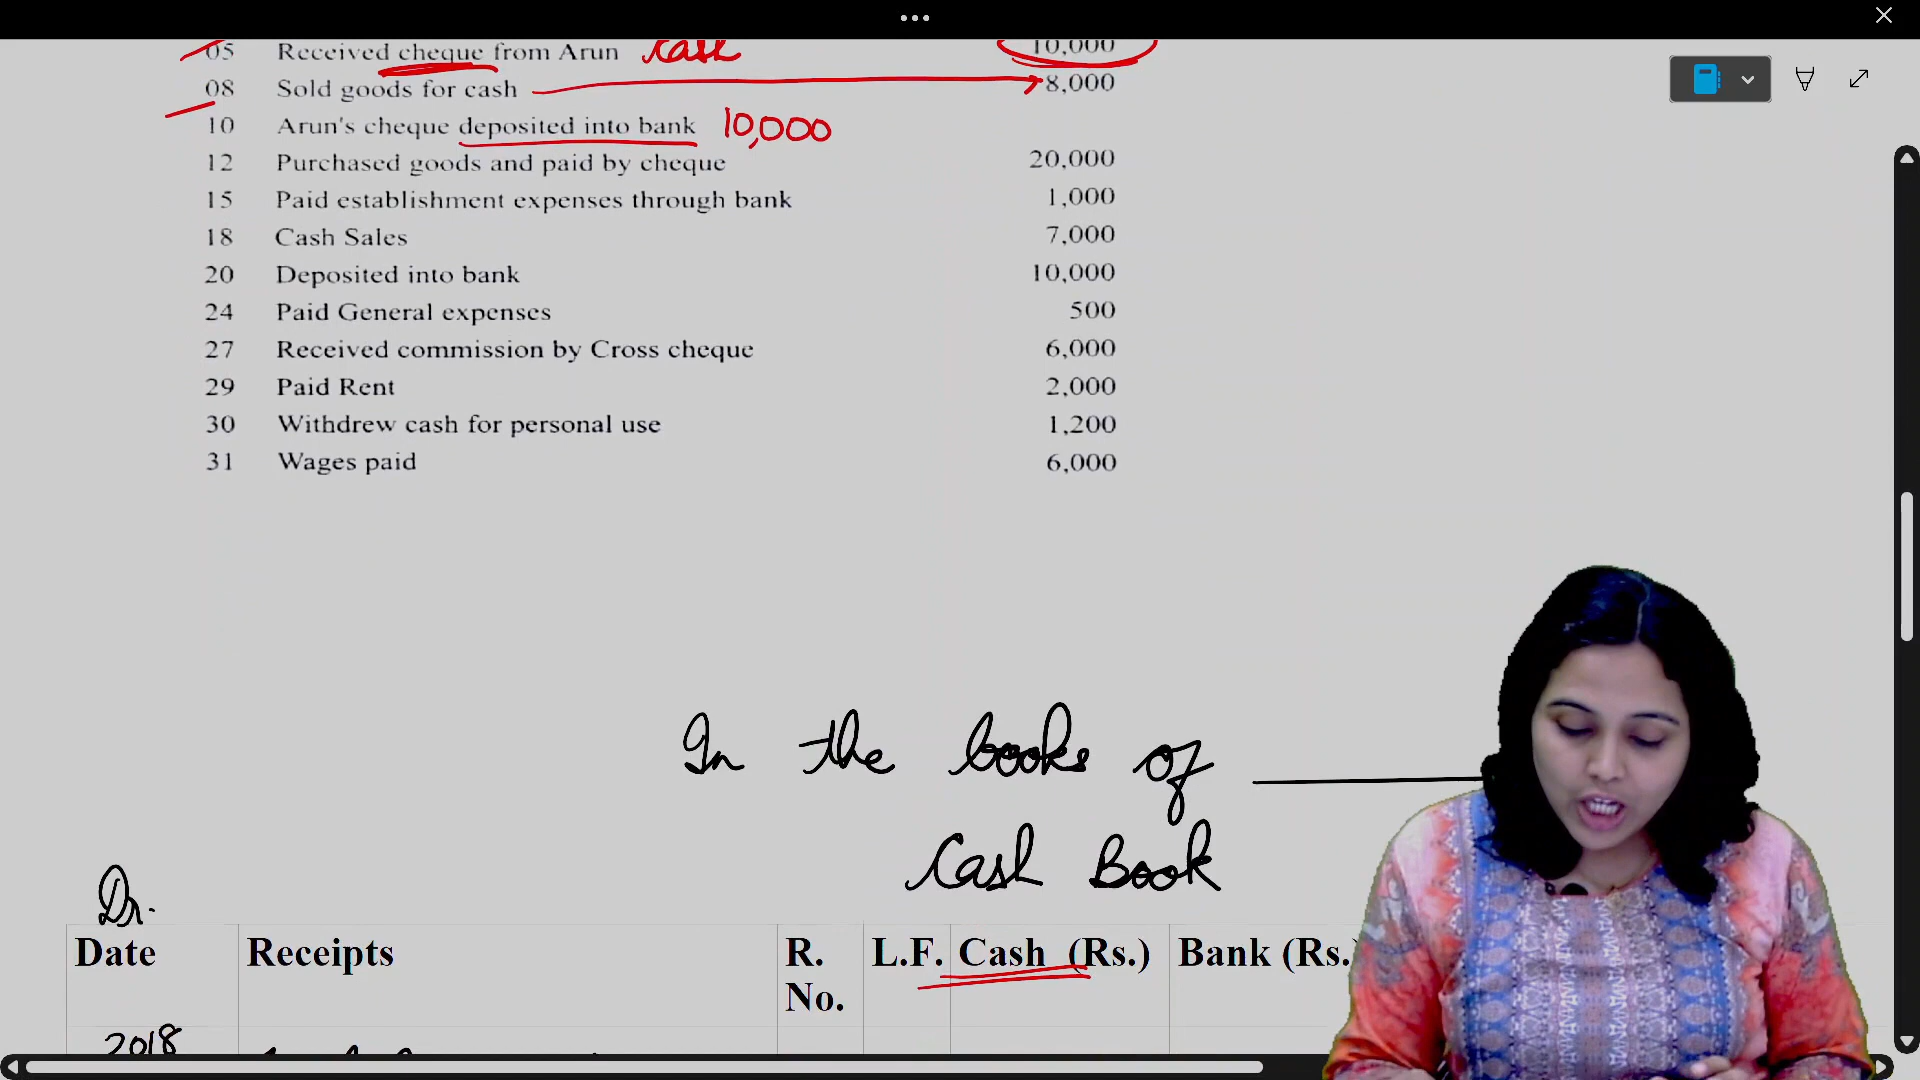 05 Received cheque from Arun Cash 10,000
08 Sold goods for cash 8,000
10 Arun's cheque deposited into bank 10,000
12 Purchased goods and paid by cheque 20,000
15 Paid establishment expenses through bank 1,000
18 Cash Sales 7,000
20 Deposited into bank 10,000
24 Paid General expenses 500
27 Received commission by Cross cheque 6,000
29 Paid Rent 2,000
30 Withdrew cash for personal use 1,200
31 Wages paid 6,000
In the books of
Cash Book
Dr.
Date Receipts R. No. L.F. Cash (Rs.) Bank (Rs.
2018